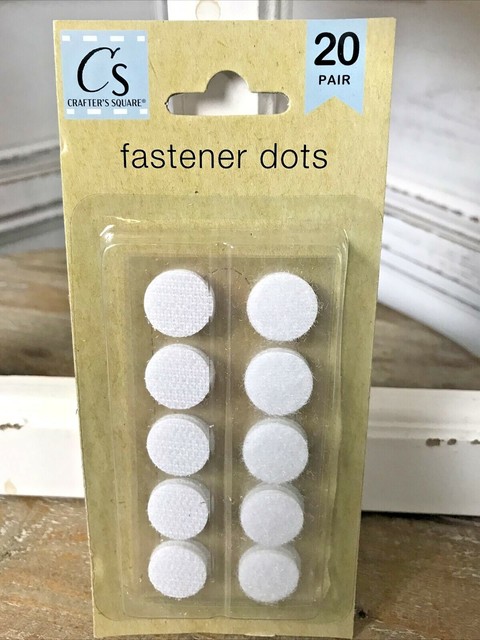 Cs
CRAFTER'S SQUARE®
20
PAIR
fastener dots